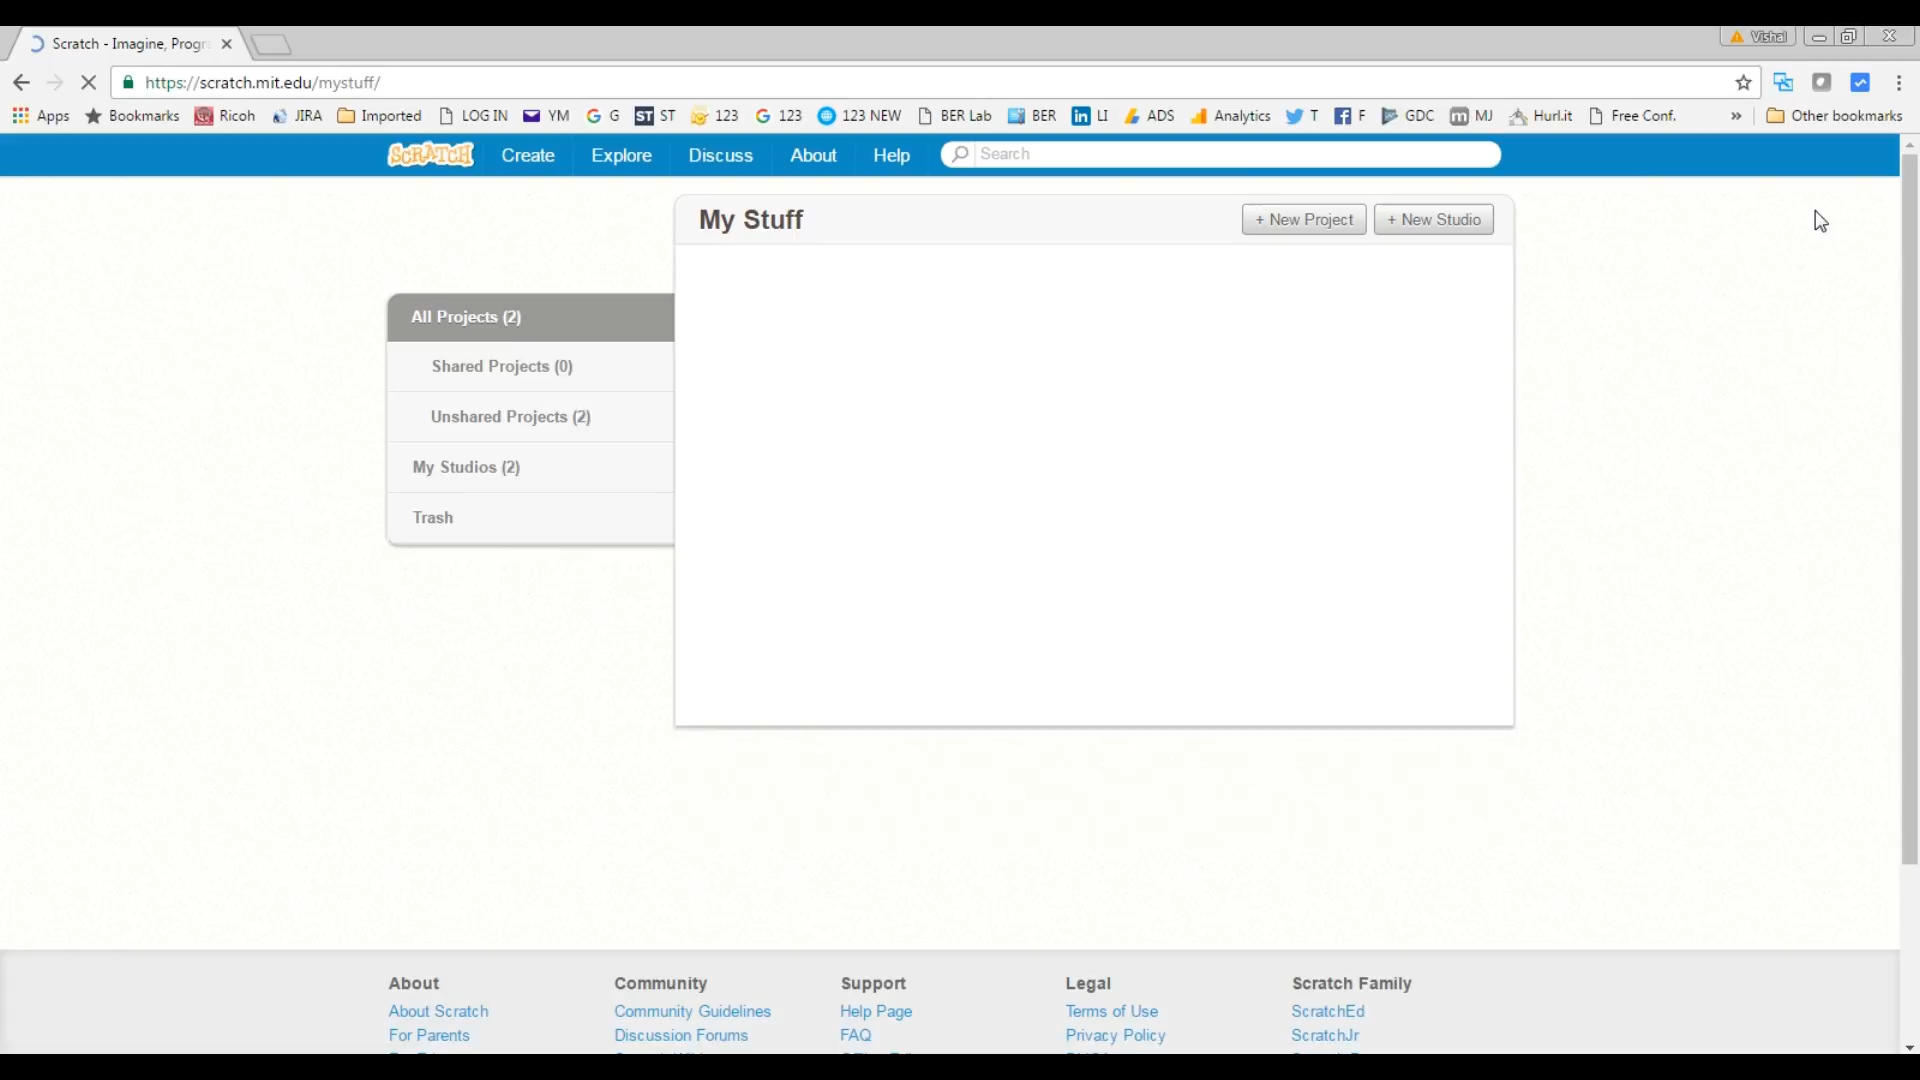 Scratch - Imagine, Progra
Vishal
https://scratch.mit.edu/mystuff/
Apps Bookmarks Ricoh JIRA Imported LOG IN YM G ST 123 123 123 NEW BER Lab BER LI ADS Analytics T F GDC MJ Hurl.it Free Conf. » Other bookmarks
SCRATCH Create Explore Discuss About Help Search
My Stuff + New Project + New Studio
All Projects (2)
Shared Projects (0)
Unshared Projects (2)
My Studios (2)
Trash
About Community Support Legal Scratch Family
About Scratch Community Guidelines Help Page Terms of Use ScratchEd
For Parents Discussion Forums FAQ Privacy Policy ScratchJr